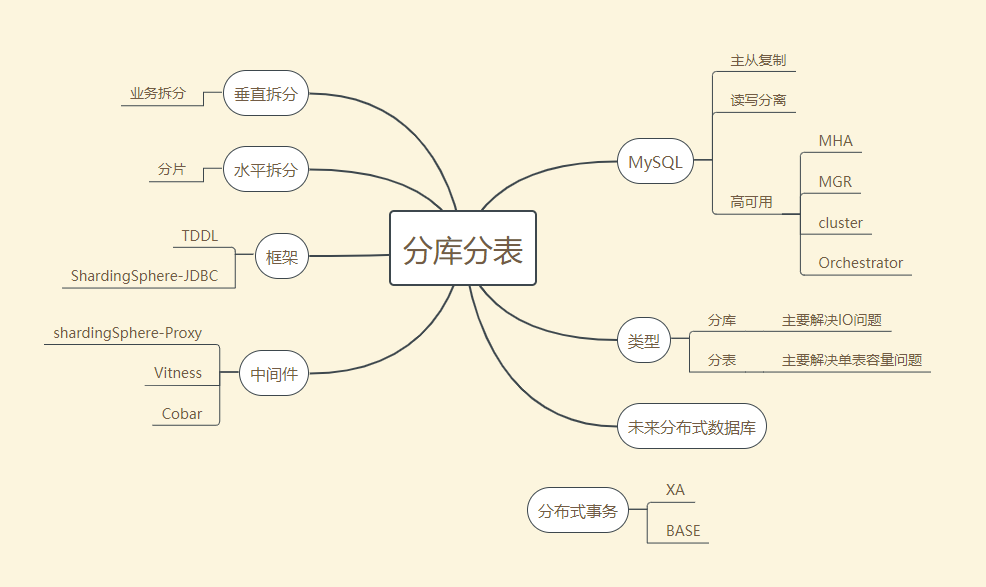 分库分表
MySQL
主从复制
读写分离
高可用
MHA
MGR
cluster
Orchestrator
类型
分库
主要解决IO问题
分表
主要解决单表容量问题
未来分布式数据库
分布式事务
XA
BASE
垂直拆分
业务拆分
水平拆分
分片
框架
TDDL
ShardingSphere-JDBC
中间件
shardingSphere-Proxy
Vitness
Cobar